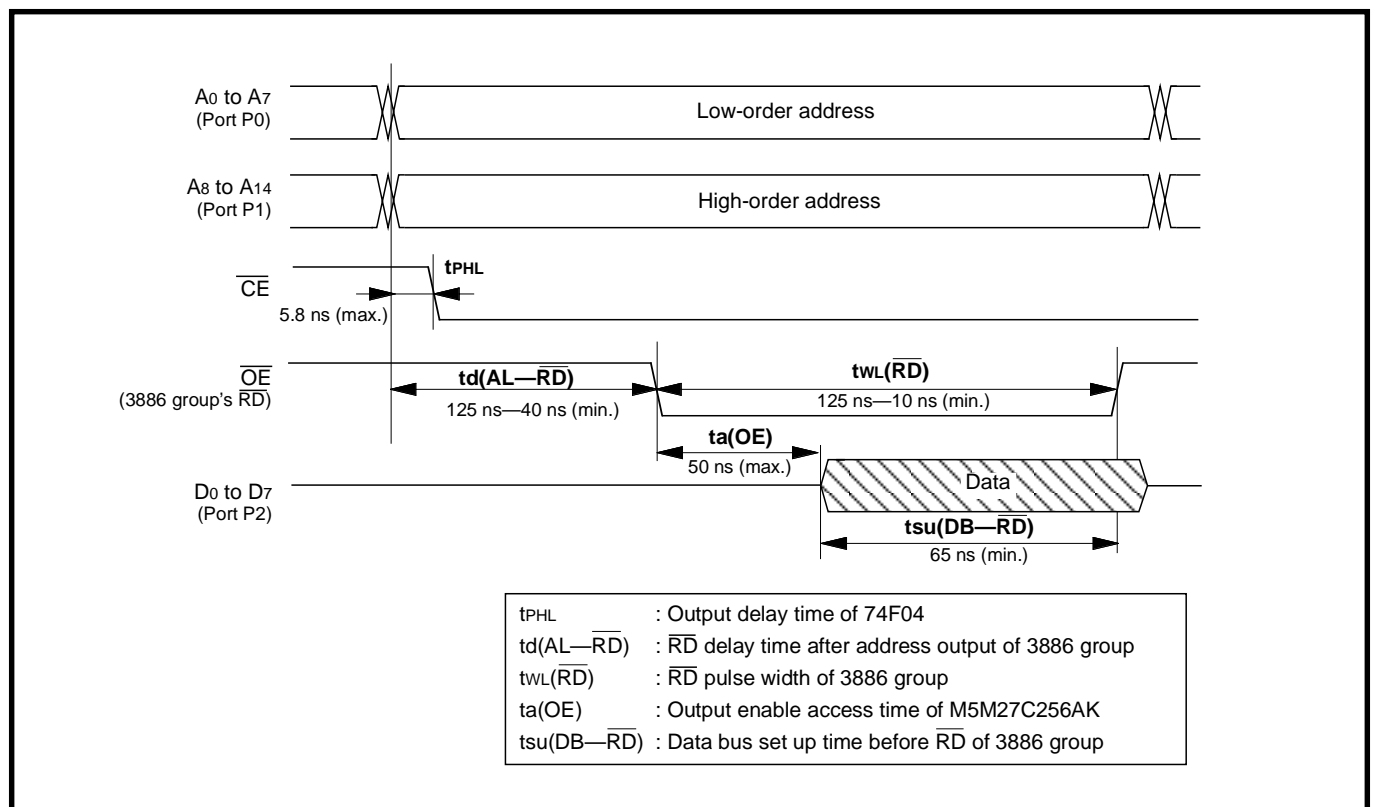 A0 to A7
(Port P0)
Low-order address
A8 to A14
(Port P1)
High-order address
CE
tPHL
5.8 ns (max.)
OE
(3886 group's RD)
td(AL—RD)
125 ns—40 ns (min.)
tWL(RD)
125 ns—10 ns (min.)
ta(OE)
50 ns (max.)
D0 to D7
(Port P2)
Data
tsu(DB—RD)
65 ns (min.)
tPHL : Output delay time of 74F04
td(AL—RD) : RD delay time after address output of 3886 group
tWL(RD) : RD pulse width of 3886 group
ta(OE) : Output enable access time of M5M27C256AK
tsu(DB—RD) : Data bus set up time before RD of 3886 group